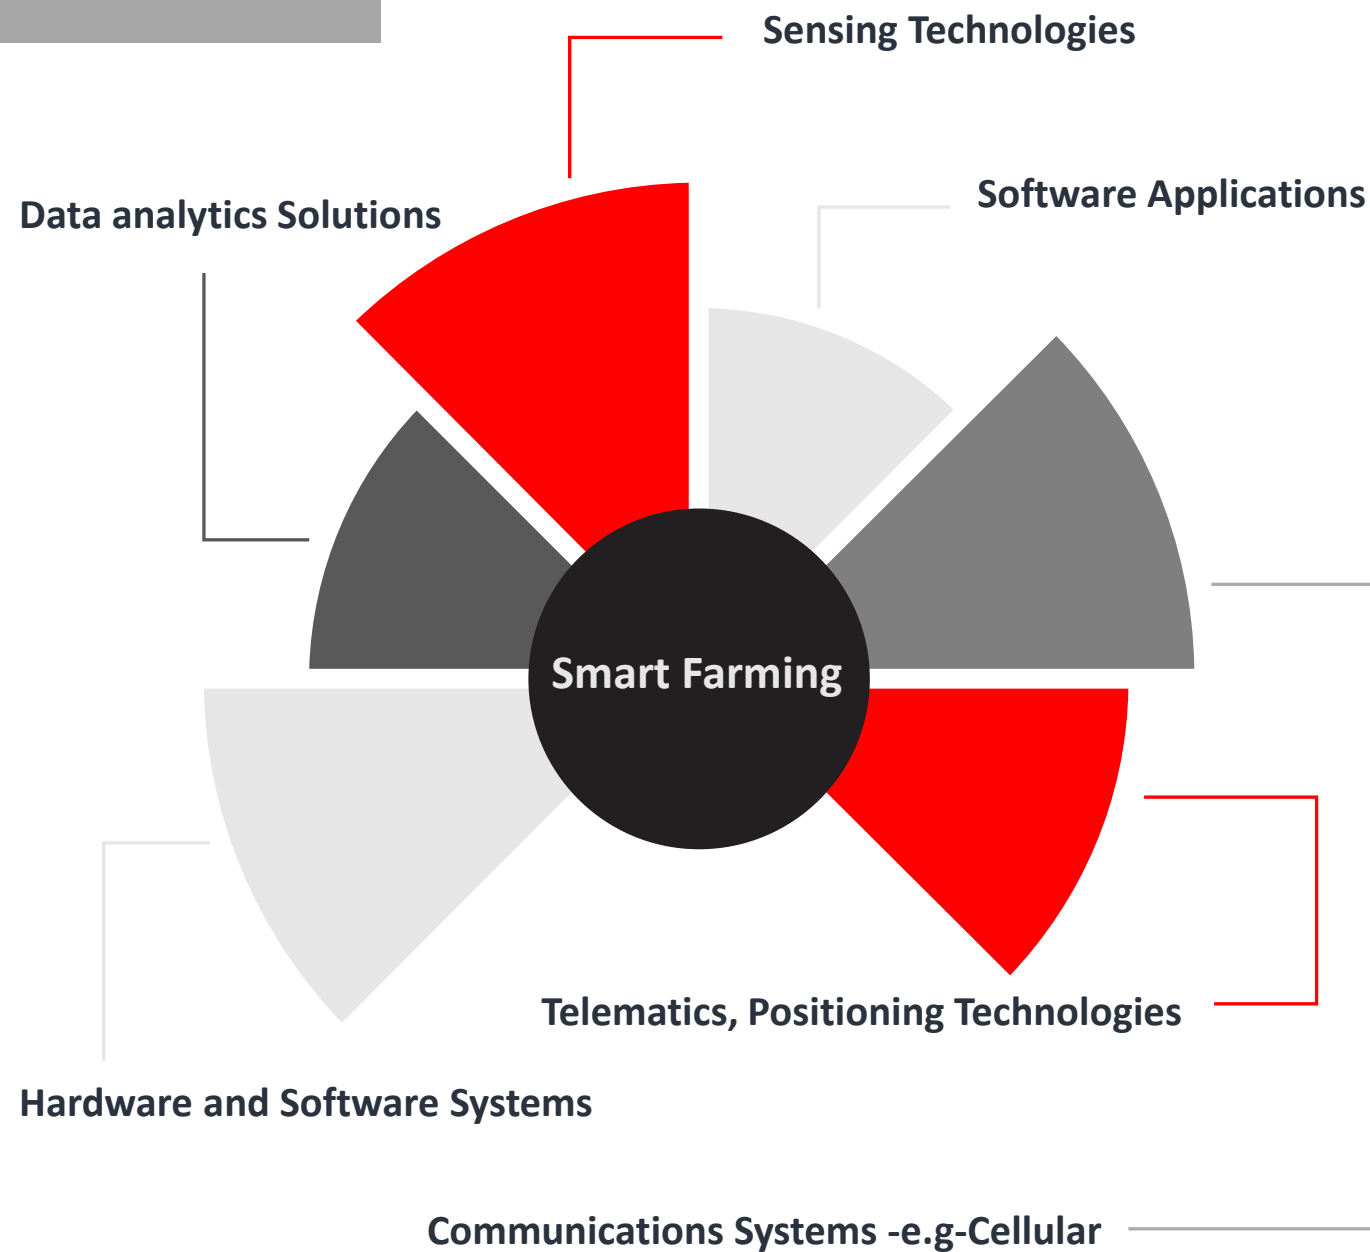 Sensing Technologies
Software Applications
Data analytics Solutions
Smart Farming
Telematics, Positioning Technologies
Hardware and Software Systems
Communications Systems -e.g-Cellular